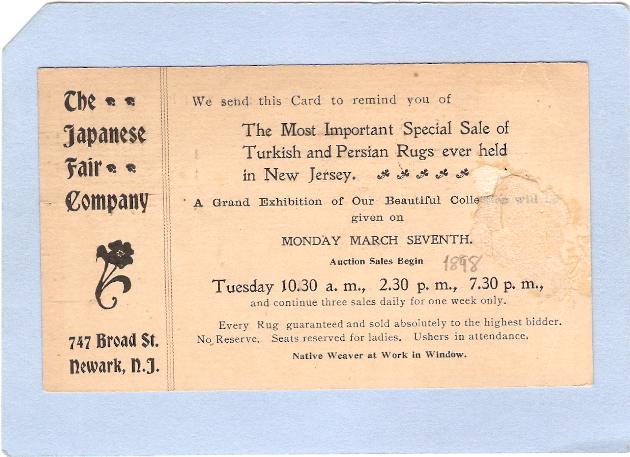 The
Japanese
Fair
Company
747 Broad St.
Newark, N.J.
We send this Card to remind you of
The Most Important Special Sale of
Turkish and Persian Rugs ever held
in New Jersey.
A Grand Exhibition of Our Beautiful Collection will be
given on
MONDAY MARCH SEVENTH.
1898
Auction Sales Begin
Tuesday 10.30 a. m., 2.30 p. m., 7.30 p. m.,
and continue three sales daily for one week only.
Every Rug guaranteed and sold absolutely to the highest bidder.
No Reserve. Seats reserved for ladies. Ushers in attendance.
Native Weaver at Work in Window.